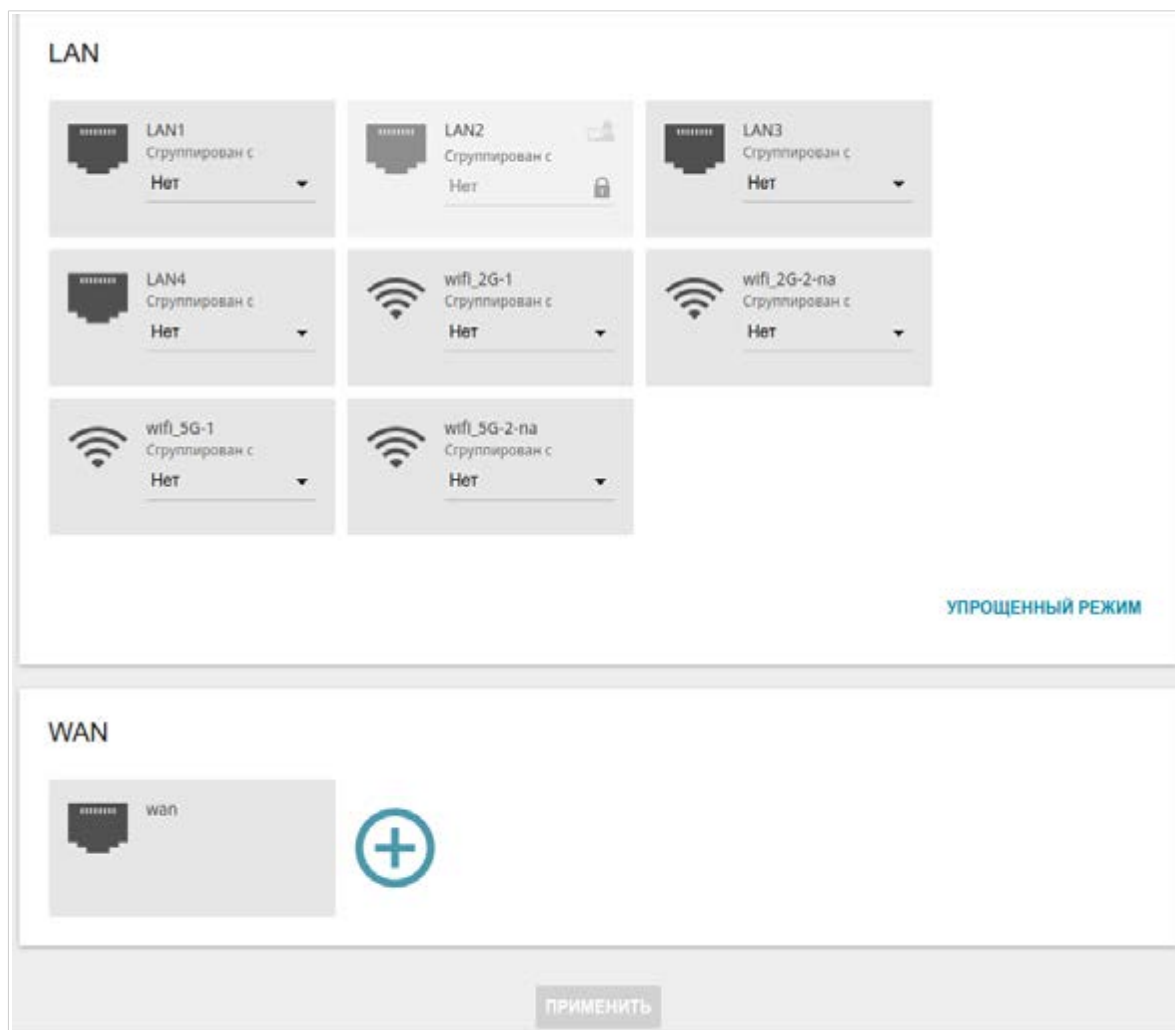 LAN
LAN1
Сгруппирован с
Нет
LAN2
Сгруппирован с
Нет
LAN3
Сгруппирован с
Нет
LAN4
Сгруппирован с
Нет
wifi_2G-1
Сгруппирован с
Нет
wifi_2G-2-na
Сгруппирован с
Нет
wifi_5G-1
Сгруппирован с
Нет
wifi_5G-2-na
Сгруппирован с
Нет
УПРОЩЕННЫЙ РЕЖИМ
WAN
wan
ПРИМЕНИТЬ